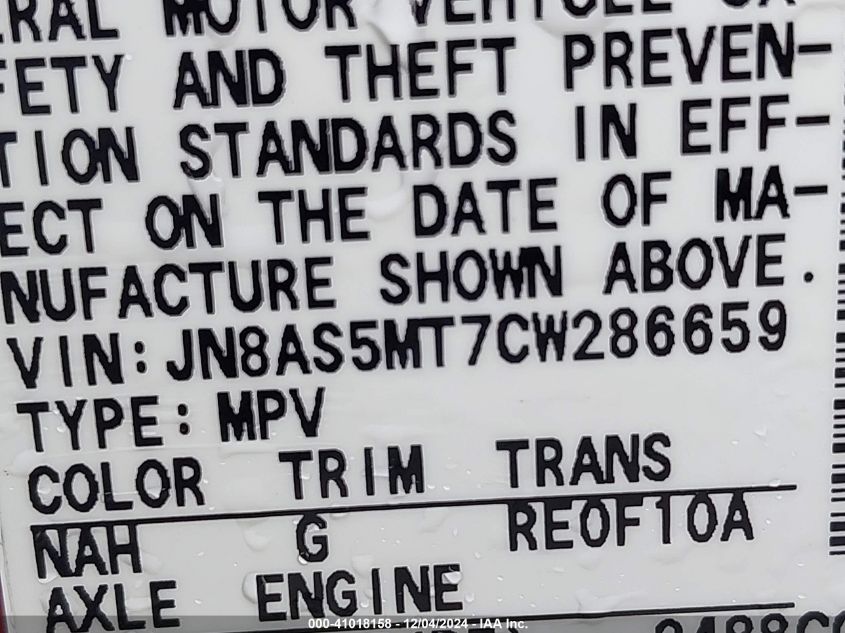 ERAL MOTOR VEHICLE SA
FETY AND THEFT PREVEN-
TION STANDARDS IN EFF-
ECT ON THE DATE OF MA-
NUFACTURE SHOWN ABOVE.
VIN: JN8AS5MT7CW286659
TYPE: MPV
COLOR TRIM TRANS
NAH G RE0F10A
AXLE ENGINE
000-41018158 - 12/04/2024 - IAA Inc.